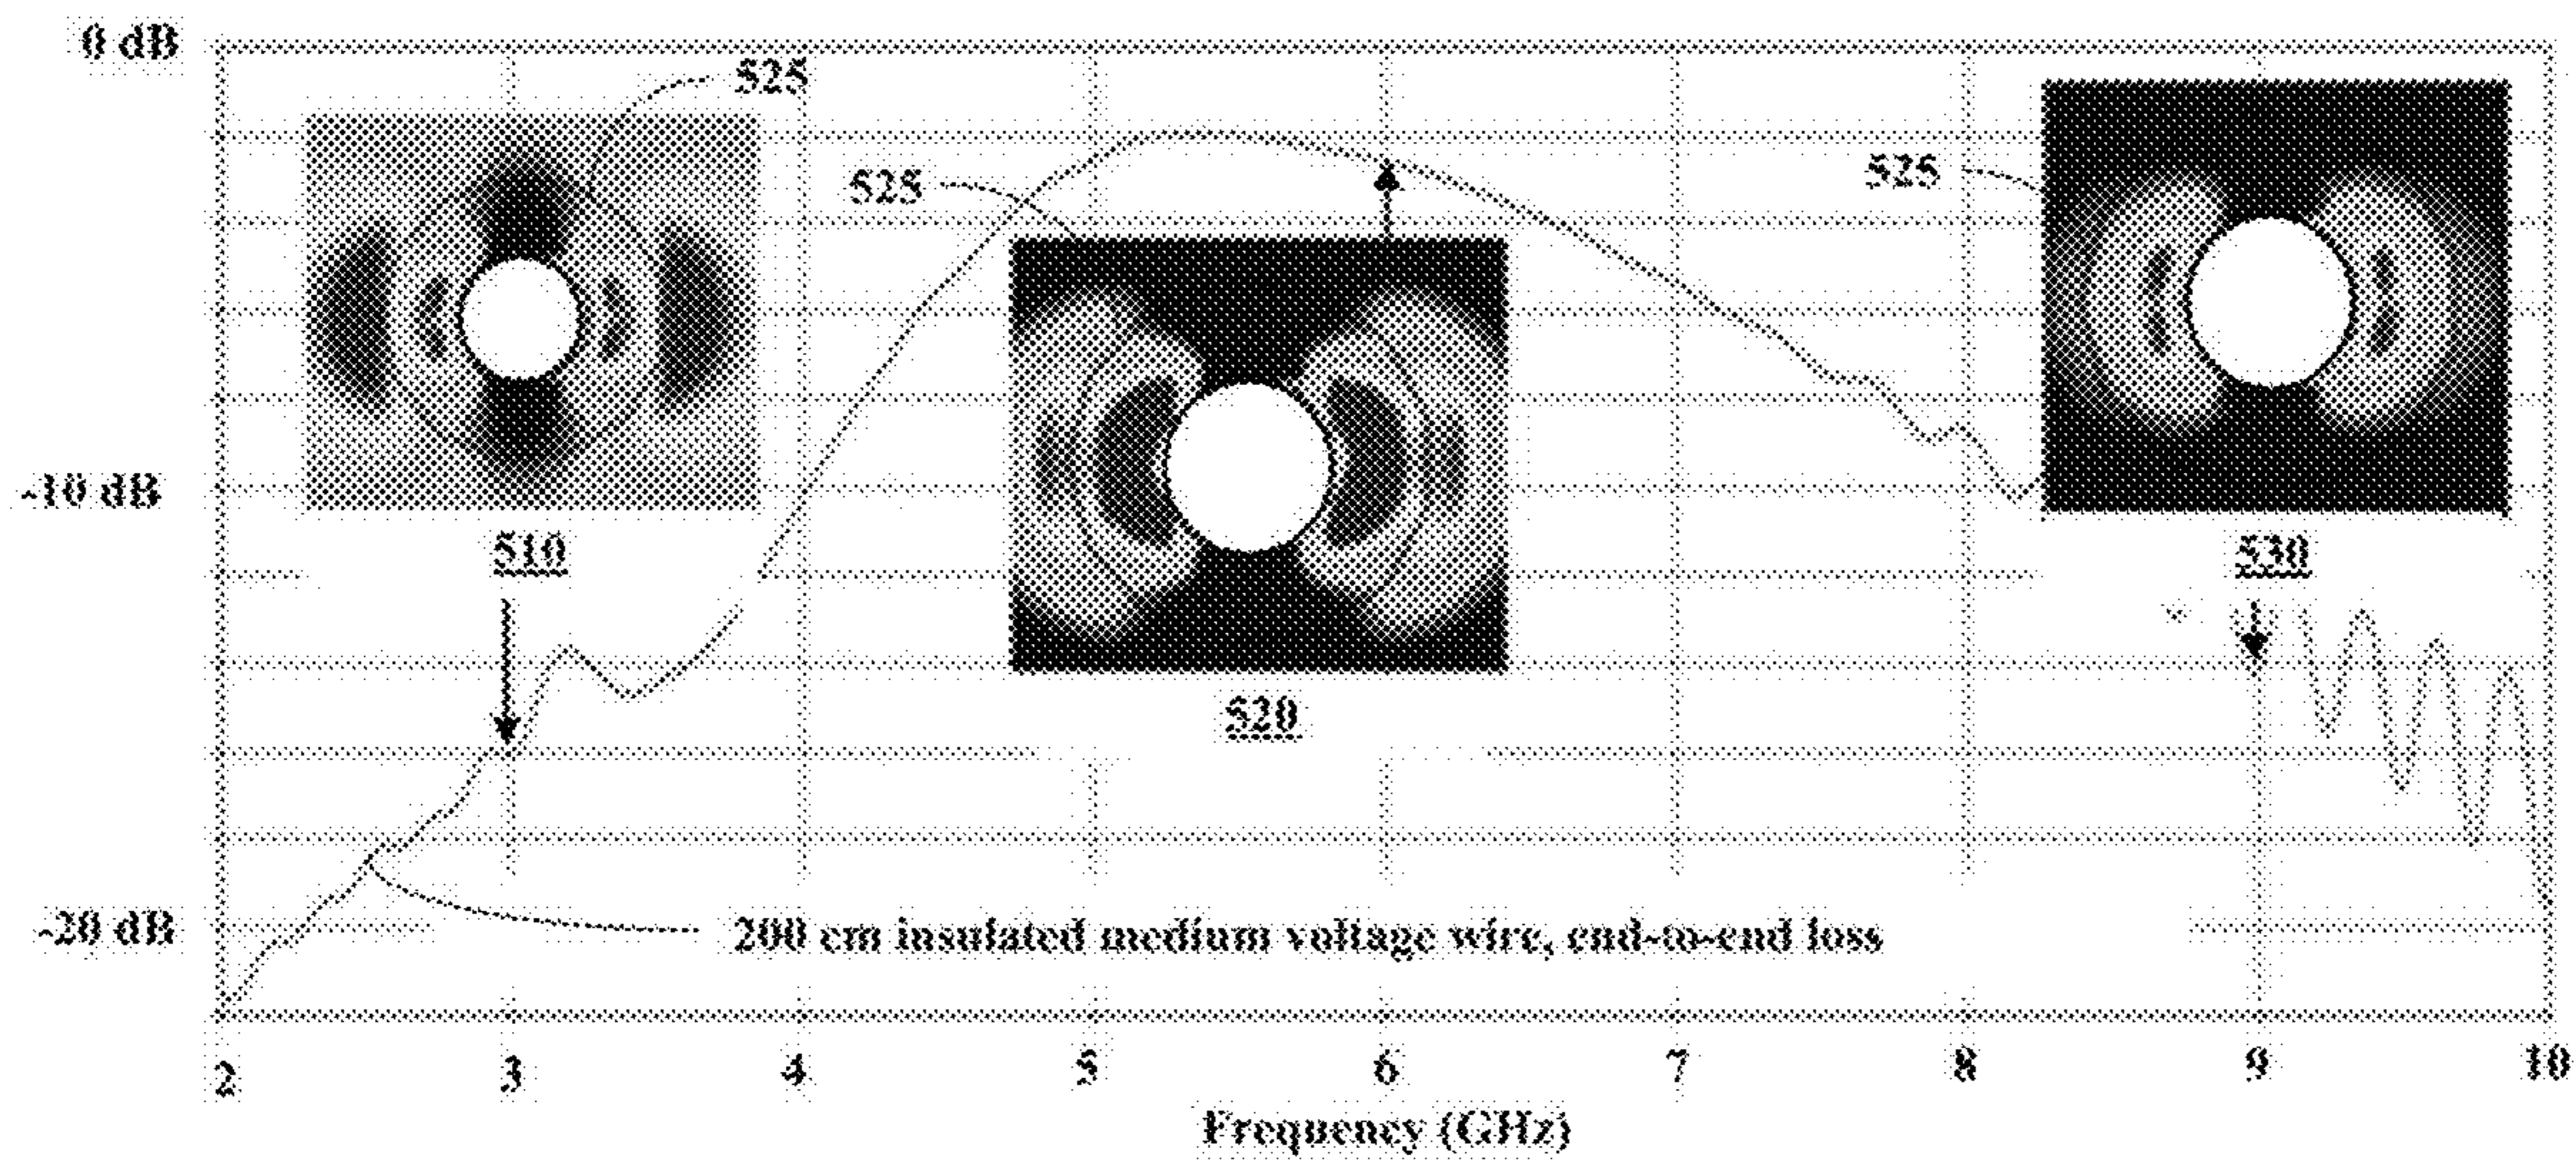 0 dB
525
525
525
-10 dB
510
530
520
-20 dB
200 cm insulated medium voltage wire, end-to-end loss
2 3 4 5 6 7 8 9 10
Frequency (GHz)